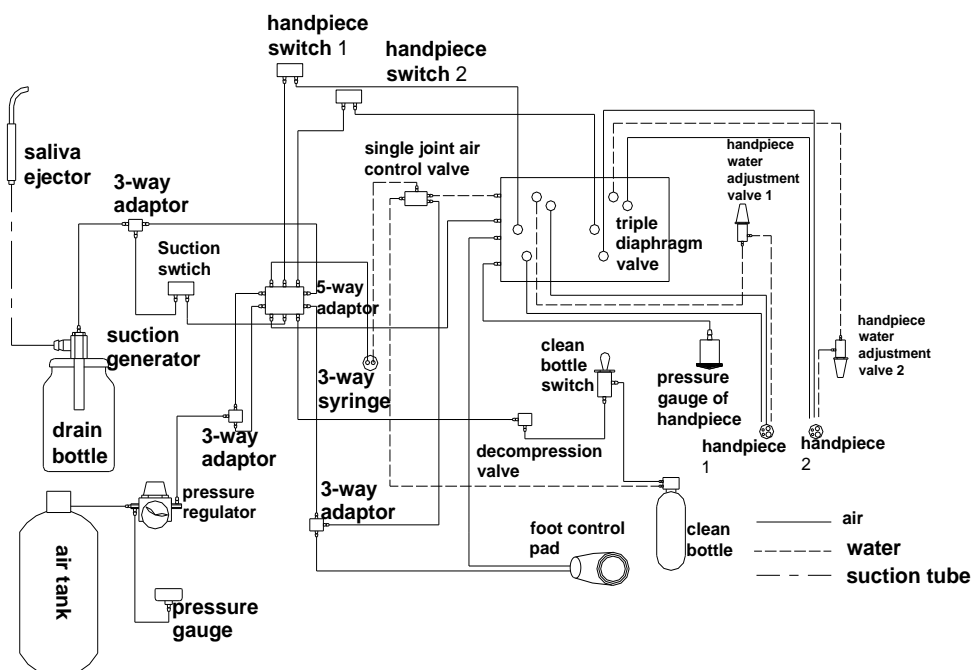 handpiece
switch 1
handpiece
switch 2
saliva
ejector
3-way
adaptor
single joint air
control valve
handpiece
water
adjustment
valve 1
Suction
swtich
triple
diaphragm
valve
5-way
adaptor
suction
generator
clean
bottle
switch
handpiece
water
adjustment
valve 2
3-way
syringe
pressure
gauge of
handpiece
drain
bottle
3-way
adaptor
decompression
valve
handpiece
1
handpiece
2
pressure
regulator
3-way
adaptor
foot control
pad
clean
bottle
air
water
suction tube
air tank
pressure
gauge